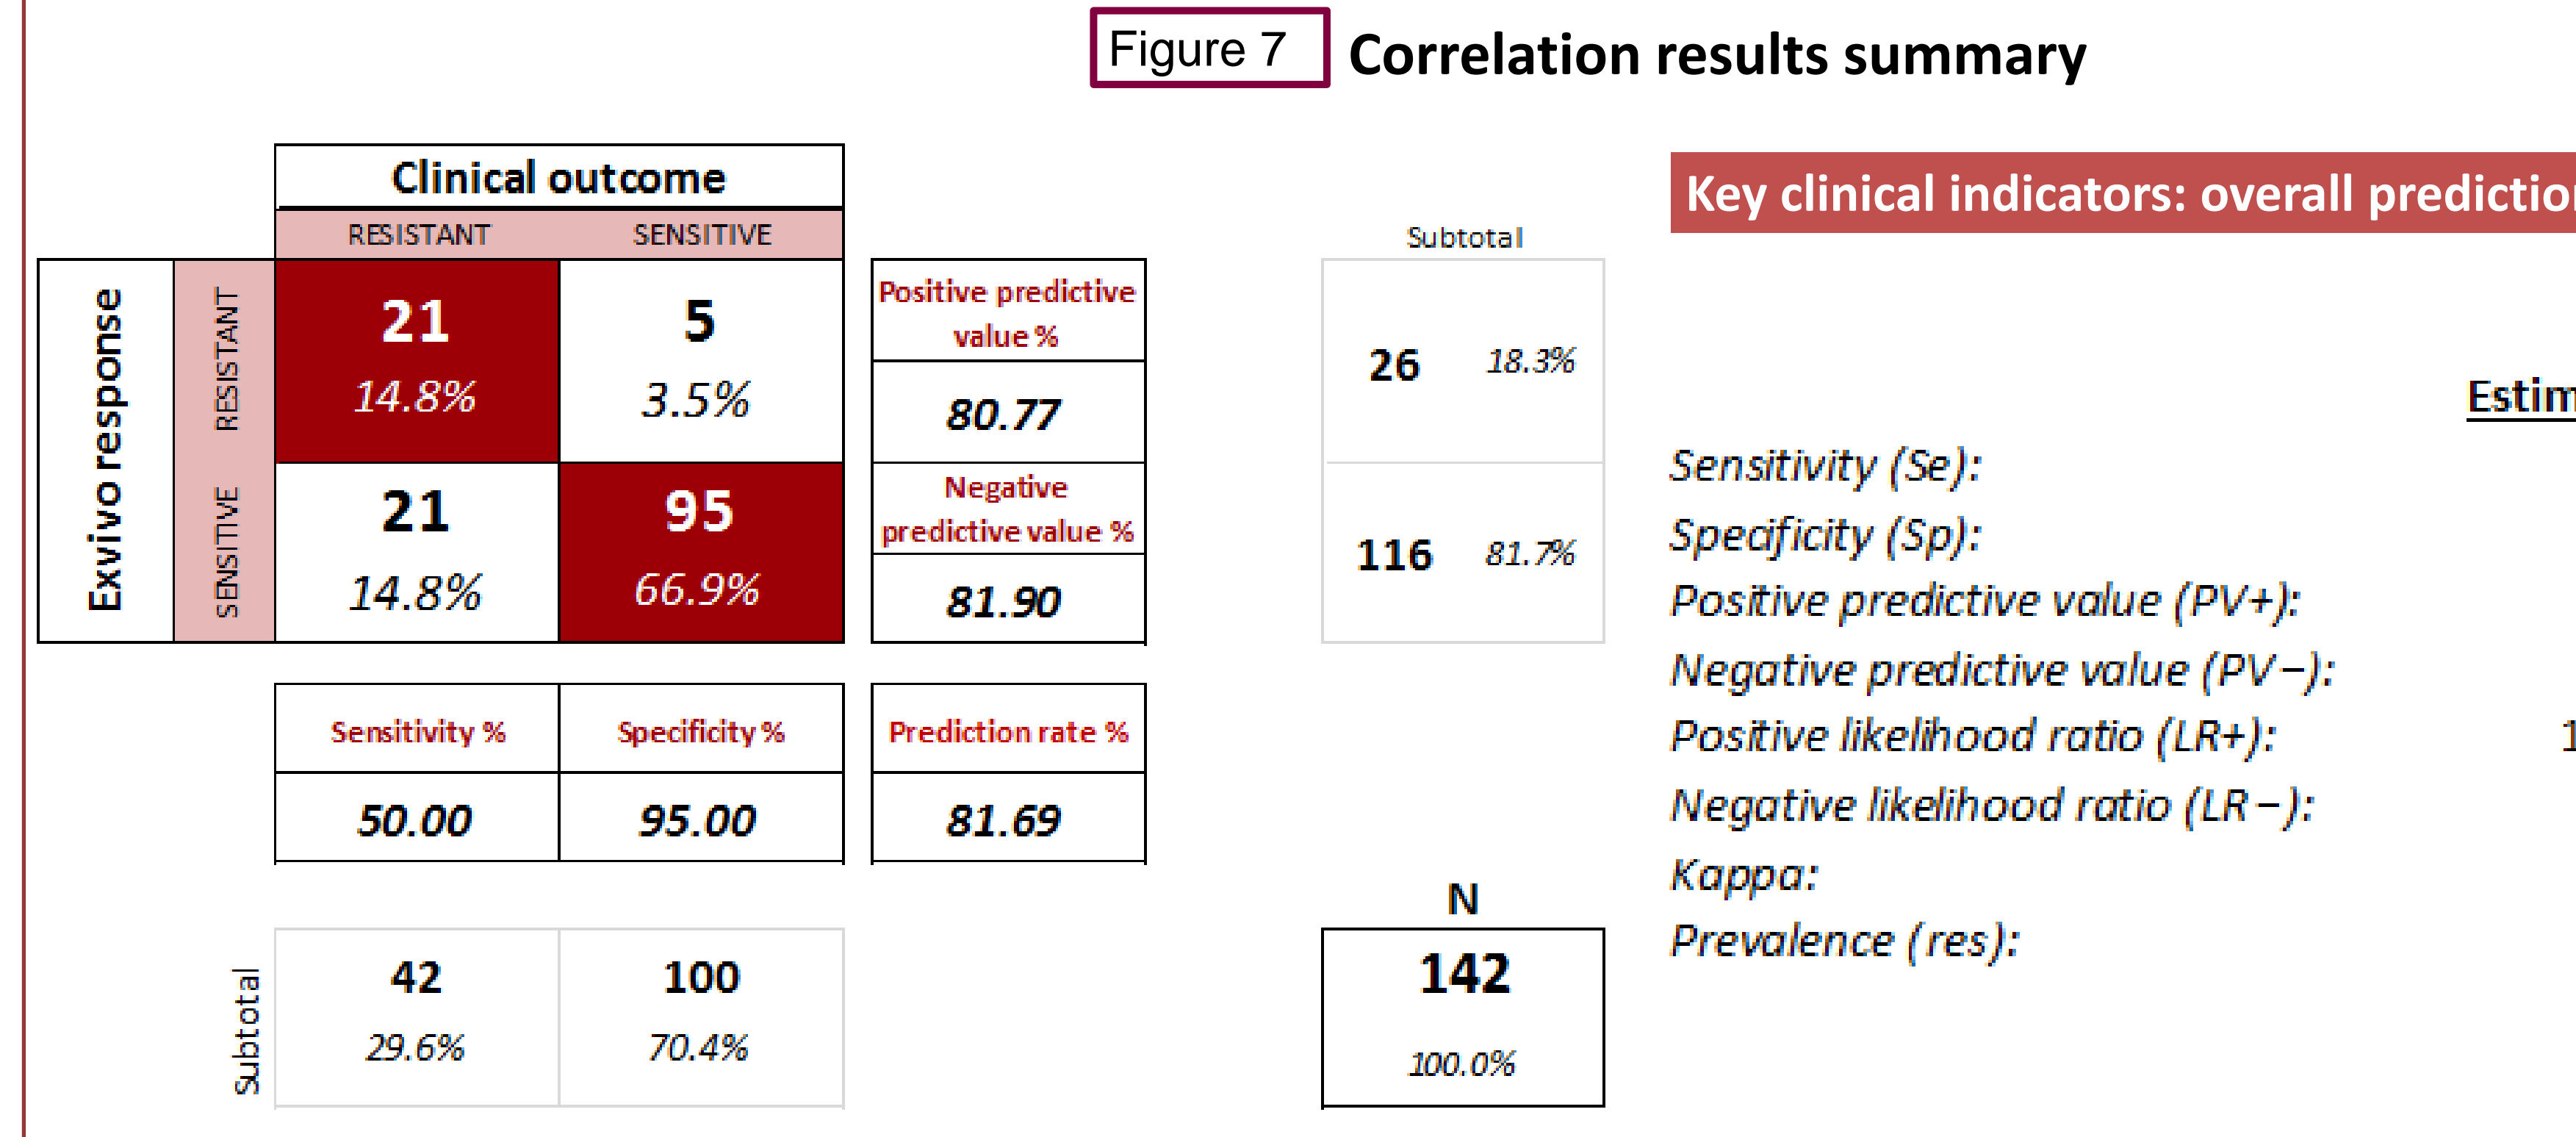 Figure 7 Correlation results summary
Clinical outcome
RESISTANT SENSITIVE
Exvivo response
RESISTANT
21 5
14.8% 3.5%
SENSITIVE
21 95
14.8% 66.9%
Positive predictive
value %
80.77
Negative
predictive value %
81.90
Subtotal
26 18.3%
116 81.7%
Sensitivity % Specificity % Prediction rate %
50.00 95.00 81.69
Subtotal
42 100
29.6% 70.4%
N
142
100.0%
Key clinical indicators: overall predictio
Estim
Sensitivity (Se):
Specificity (Sp):
Positive predictive value (PV+):
Negative predictive value (PV−):
Positive likelihood ratio (LR+): 1
Negative likelihood ratio (LR−):
Kappa:
Prevalence (res):